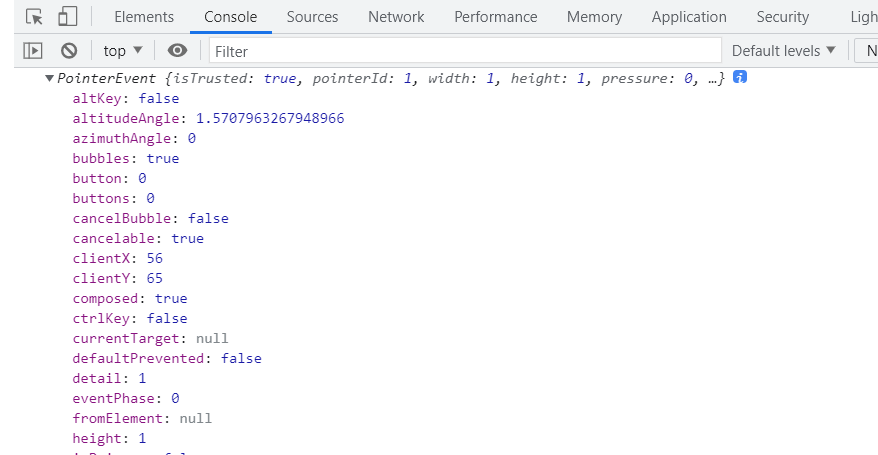 Elements Console Sources Network Performance Memory Application Security Ligh
top Filter Default levels N
PointerEvent {isTrusted: true, pointerId: 1, width: 1, height: 1, pressure: 0, …} i
altKey: false
altitudeAngle: 1.5707963267948966
azimuthAngle: 0
bubbles: true
button: 0
buttons: 0
cancelBubble: false
cancelable: true
clientX: 56
clientY: 65
composed: true
ctrlKey: false
currentTarget: null
defaultPrevented: false
detail: 1
eventPhase: 0
fromElement: null
height: 1